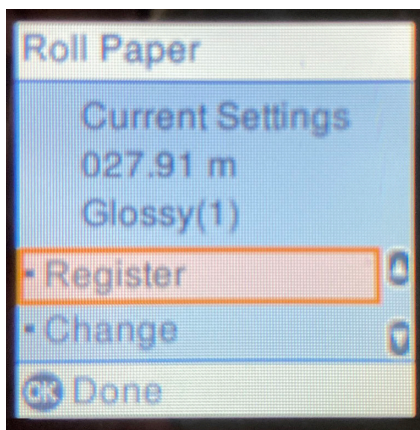 Roll Paper
Current Settings
027.91 m
Glossy(1)
Register
Change
OK Done